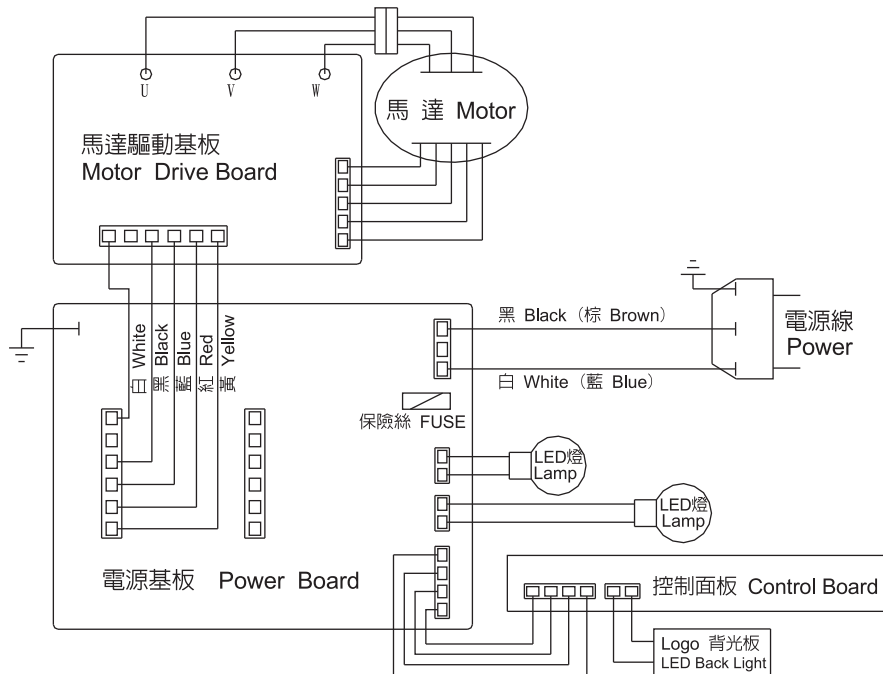 U V W
馬 達 Motor
馬達驅動基板
Motor Drive Board
白 White
黑 Black
藍 Blue
紅 Red
黃 Yellow
黑 Black (棕 Brown)
白 White (藍 Blue)
電源線
Power
保險絲 FUSE
LED燈
Lamp
LED燈
Lamp
電源基板 Power Board
控制面板 Control Board
Logo 背光板
LED Back Light